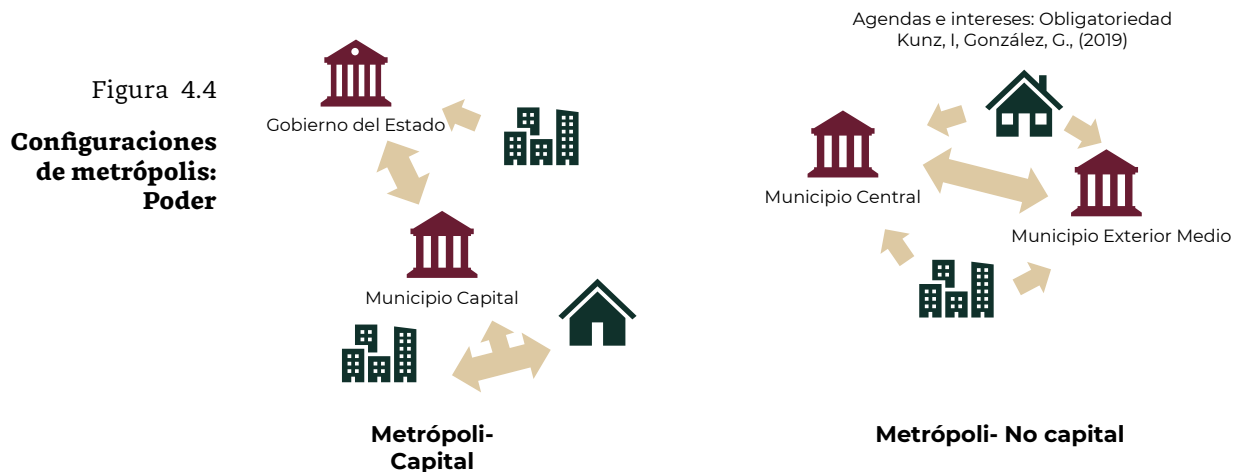 Figura 4.4
Configuraciones
de metrópolis:
Poder
Gobierno del Estado
Municipio Capital
Metrópoli-
Capital
Agendas e intereses: Obligatoriedad
Kunz, I, González, G., (2019)
Municipio Central
Municipio Exterior Medio
Metrópoli- No capital